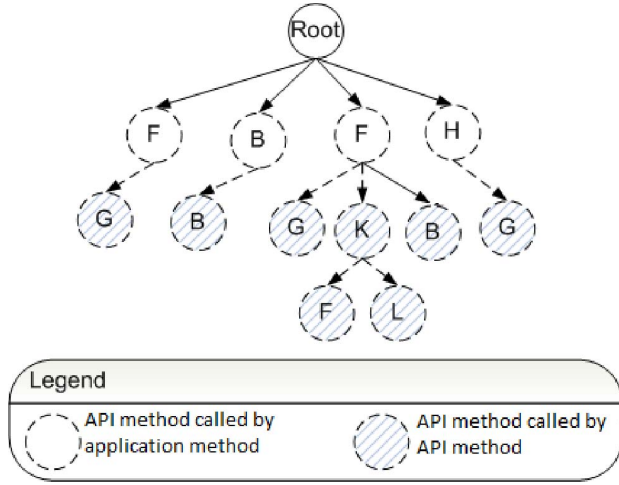 Root
F
B
F
H
G
B
G
K
B
G
F
L
Legend
API method called by
application method
API method called by
API method